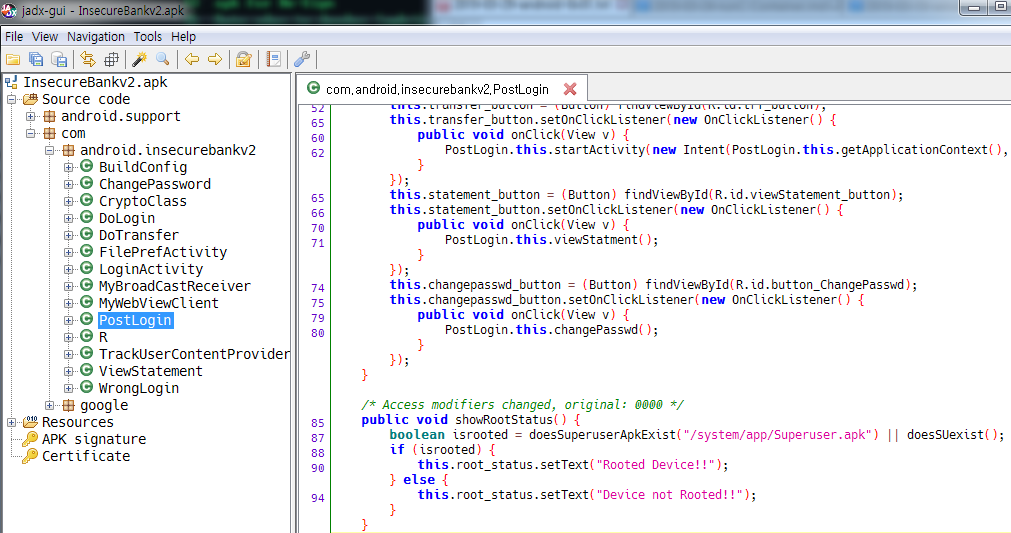 jadx-gui - InsecureBankv2.apk
File View Navigation Tools Help
InsecureBankv2.apk
Source code
android.support
com
android.insecurebankv2
BuildConfig
ChangePassword
CryptoClass
DoLogin
DoTransfer
FilePrefActivity
LoginActivity
MyBroadCastReceiver
MyWebViewClient
PostLogin
R
TrackUserContentProvider
ViewStatement
WrongLogin
google
Resources
APK signature
Certificate
com.android.insecurebankv2.PostLogin
52 this.transfer_button = (Button) findViewById(R.id.trf_button);
65 this.transfer_button.setOnClickListener(new OnClickListener() {
60 public void onClick(View v) {
62 PostLogin.this.startActivity(new Intent(PostLogin.this.getApplicationContext(),
}
});
65 this.statement_button = (Button) findViewById(R.id.viewStatement_button);
66 this.statement_button.setOnClickListener(new OnClickListener() {
70 public void onClick(View v) {
71 PostLogin.this.viewStatment();
}
});
74 this.changepasswd_button = (Button) findViewById(R.id.button_ChangePasswd);
75 this.changepasswd_button.setOnClickListener(new OnClickListener() {
79 public void onClick(View v) {
80 PostLogin.this.changePasswd();
}
});
}
/* Access modifiers changed, original: 0000 */
85 public void showRootStatus() {
87 boolean isrooted = doesSuperuserApkExist("/system/app/Superuser.apk") || doesSUexist();
88 if (isrooted) {
90 this.root_status.setText("Rooted Device!!");
} else {
94 this.root_status.setText("Device not Rooted!!");
}
}